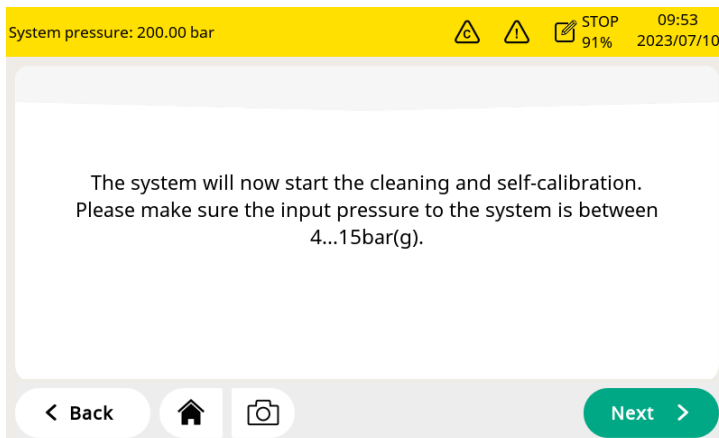 System pressure: 200.00 bar
C
!
STOP
91%
09:53
2023/07/10
The system will now start the cleaning and self-calibration.
Please make sure the input pressure to the system is between
4...15bar(g).
Back
Next